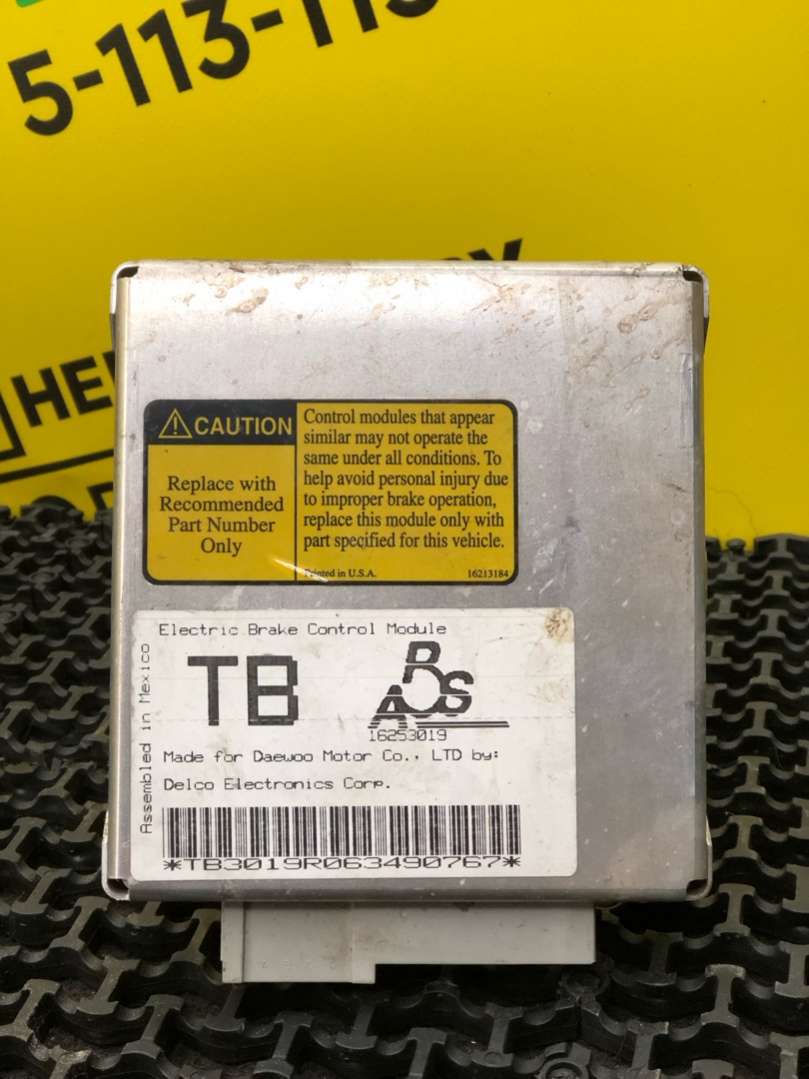 5-113-113
HE
CAUTION
Replace with
Recommended
Part Number
Only
Control modules that appear
similar may not operate the
same under all conditions. To
help avoid personal injury due
to improper brake operation,
replace this module only with
part specified for this vehicle.
Printed in U.S.A. 16213184
Electric Brake Control Module
Assembled in Mexico
TB
ABS
16253019
Made for Daewoo Motor Co., LTD by:
Delco Electronics Corp.
*TB3019R063490767*